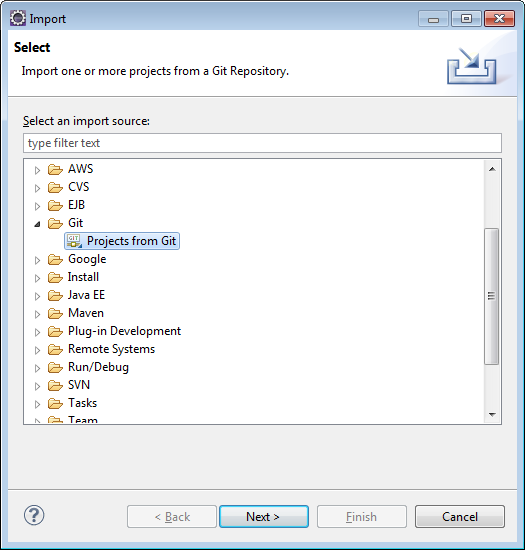 Import
Select
Import one or more projects from a Git Repository.
Select an import source:
type filter text
AWS
CVS
EJB
Git
GIT Projects from Git
Google
Install
Java EE
Maven
Plug-in Development
Remote Systems
Run/Debug
SVN
Tasks
Team
? < Back Next > Finish Cancel